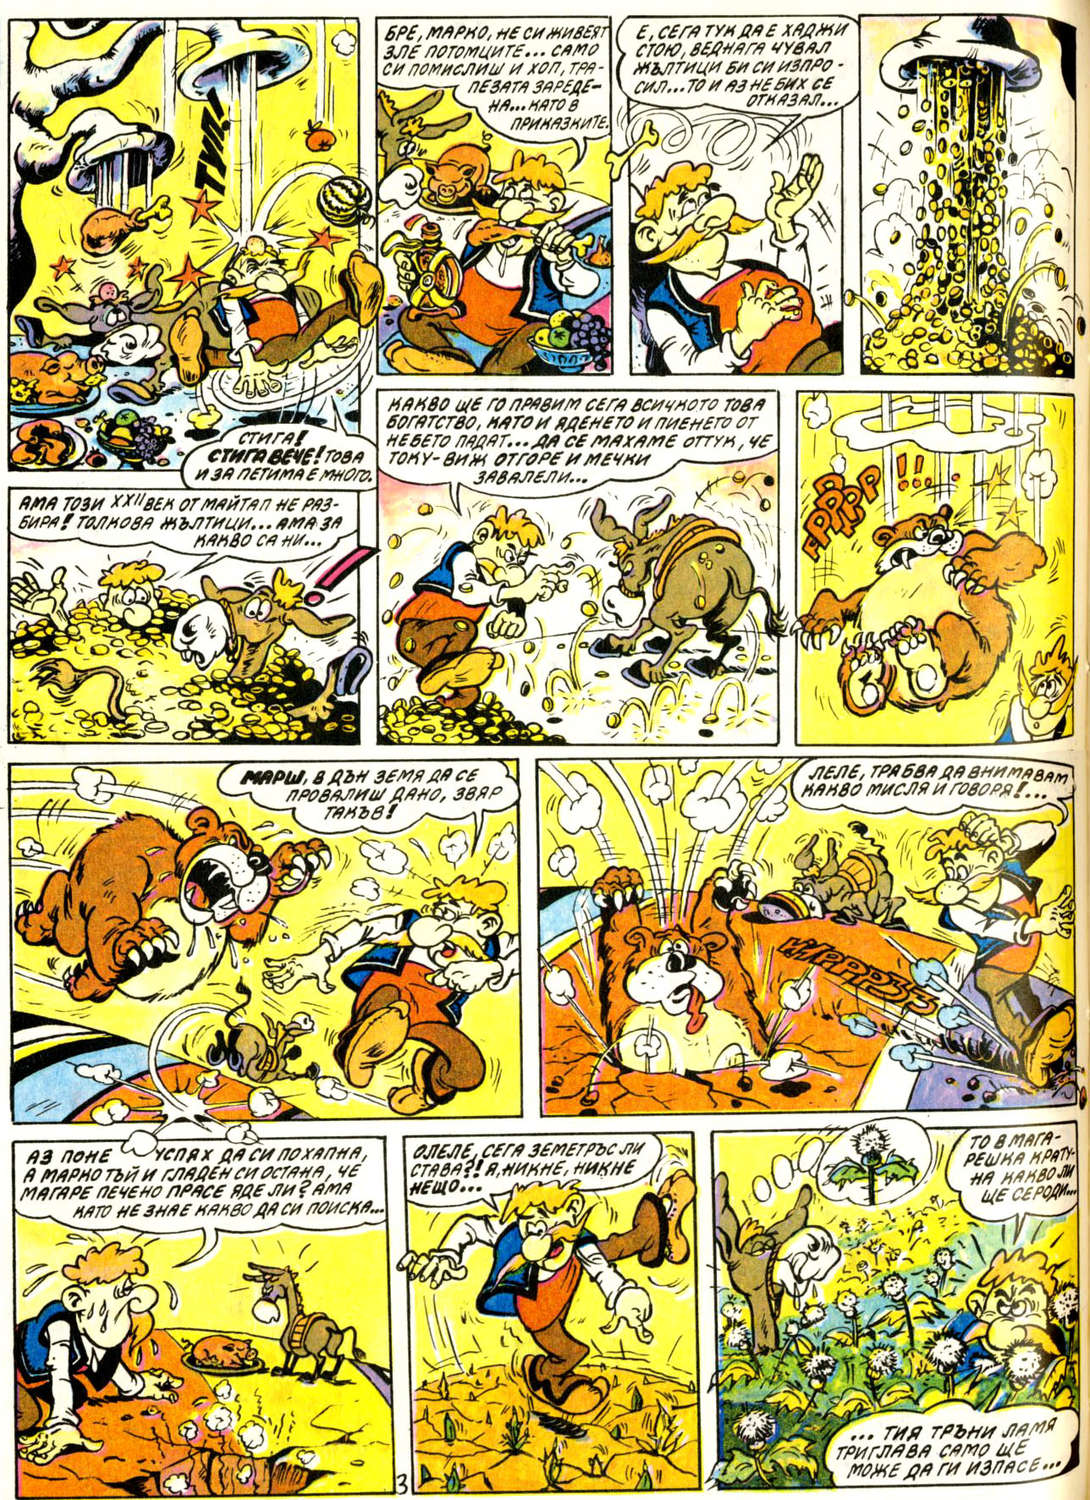 ТУП!
СТИГА!
СТИГА ВЕЧЕ! ТОВА
И ЗА ПЕТИМА Е МНОГО.
БРЕ, МАРКО, НЕ СИ ЖИВЕЯТ
ЗЛЕ ПОТОМЦИТЕ... САМО
СИ ПОМИСЛИШ И ХОП, ТРА-
ПЕЗАТА ЗАРЕДЕ-
НА... КАТО В
ПРИКАЗКИТЕ.
Е, СЕГА ТУК ДА Е ХАДЖИ
СТОЮ, ВЕДНАГА ЧУВАЛ
ЖЪЛТИЦИ БИ СИ ИЗПРО-
СИЛ... ТО И АЗ НЕ БИХ СЕ
ОТКАЗАЛ...
АМА ТОЗИ XXII ВЕК ОТ МАЙТАП НЕ РАЗ-
БИРА! ТОЛКОВА ЖЪЛТИЦИ... АМА ЗА
КАКВО СА НИ...
!
КАКВО ЩЕ ГО ПРАВИМ СЕГА ВСИЧКОТО ТОВА
БОГАТСТВО, КАТО И ЯДЕНЕТО И ПИЕНЕТО ОТ
НЕБЕТО ПАДАТ... ДА СЕ МАХАМЕ ОТТУК, ЧЕ
ТОКУ-ВИЖ ОТГОРЕ И МЕЧКИ
ЗАВАЛЕЛИ...
АРРРРР!!..
МАРШ, В ДЪН ЗЕМЯ ДА СЕ
ПРОВАЛИШ ДАНО, ЗВЯР
ТАКЪВ!
ЛЕЛЕ, ТРЯБВА ДА ВНИМАВАМ
КАКВО МИСЛЯ И ГОВОРЯ!...
АЗ ПОНЕ УСПЯХ ДА СИ ПОХАПНА,
А МАРКО ТЪЙ И ГЛАДЕН СИ ОСТАНА, ЧЕ
МАГАРЕ ПЕЧЕНО ПРАСЕ ЯДЕ ЛИ? АМА
КАТО НЕ ЗНАЕ КАКВО ДА СИ ПОИСКА...
ОЛЕЛЕ, СЕГА ЗЕМЕТРЪС ЛИ
СТАВА?! А, НИКНЕ, НИКНЕ
НЕЩО...
ТО В МАГА-
РЕШКА КРАТУ-
НА КАКВО ЛИ
ЩЕ СЕ РОДИ...
... ТИЯ ТРЪНИ ЛАМЯ
ТРИГЛАВА САМО ЩЕ
МОЖЕ ДА ГИ ИЗПАСЕ...
3